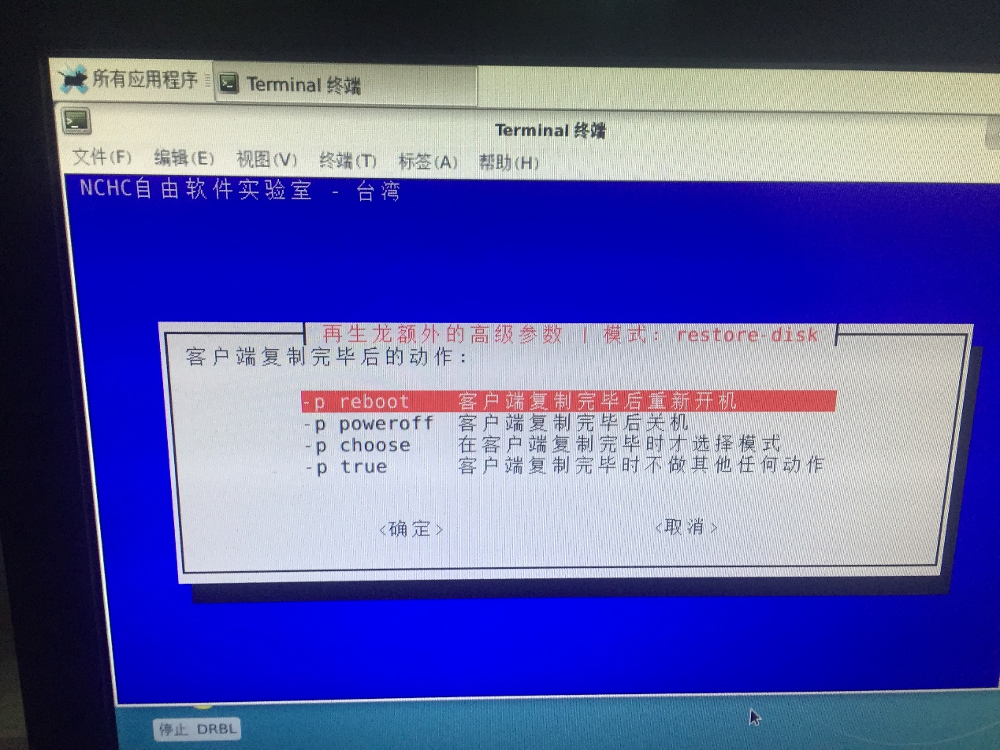 所有应用程序 Terminal 终端
Terminal 终端
文件(F) 编辑(E) 视图(V) 终端(T) 标签(A) 帮助(H)
NCHC自由软件实验室 - 台湾
再生龙额外的高级参数 | 模式: restore-disk
客户端复制完毕后的动作:
-p reboot 客户端复制完毕后重新开机
-p poweroff 客户端复制完毕后关机
-p choose 在客户端复制完毕时才选择模式
-p true 客户端复制完毕时不做其他任何动作
<确定> <取消>
停止 DRBL